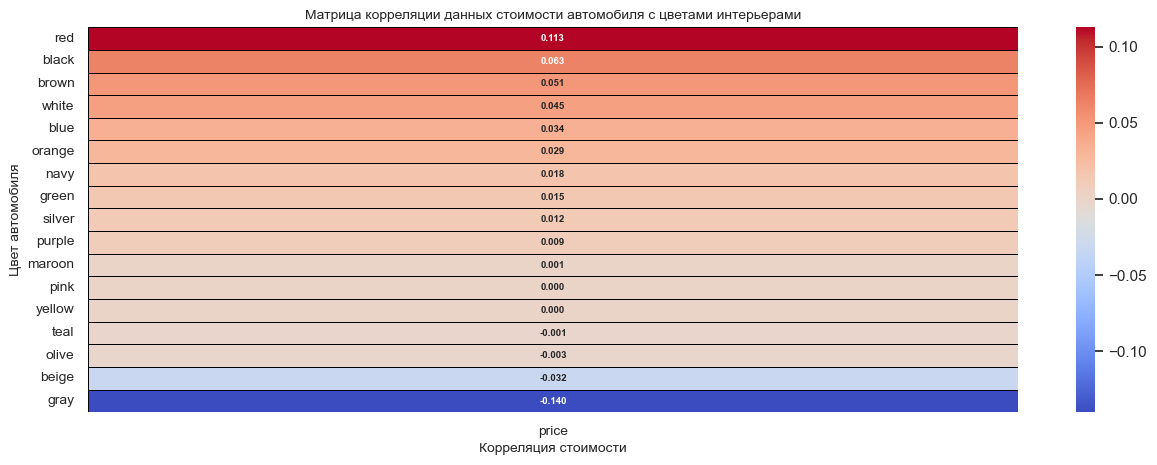 Матрица корреляции данных стоимости автомобиля с цветами интерьерами
Цвет автомобиля
red 0.113
black 0.063
brown 0.051
white 0.045
blue 0.034
orange 0.029
navy 0.018
green 0.015
silver 0.012
purple 0.009
maroon 0.001
pink 0.000
yellow 0.000
teal -0.001
olive -0.003
beige -0.032
gray -0.140
price
Корреляция стоимости
0.10
0.05
0.00
−0.05
−0.10